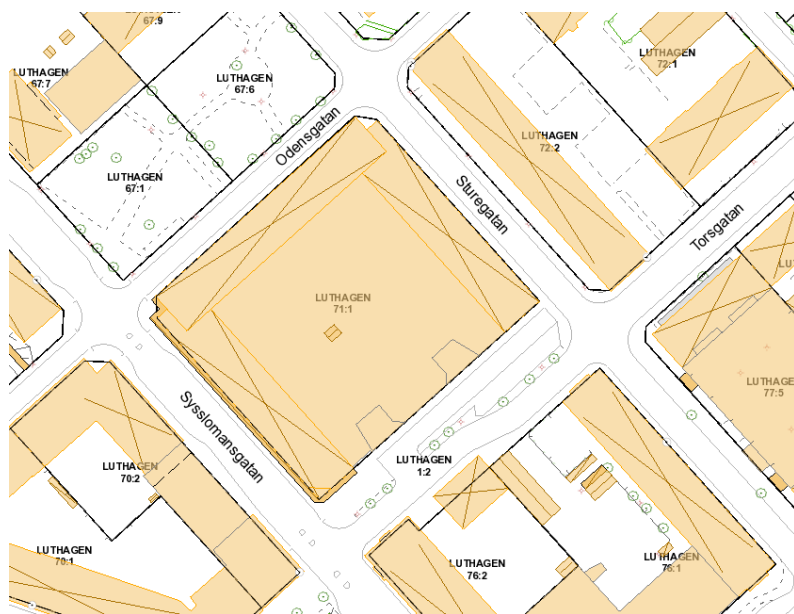 67:9
LUTHAGEN
67:7
LUTHAGEN
67:6
LUTHAGEN
72:1
LUTHAGEN
72:2
LUTHAGEN
67:1
Odensgatan
Sturegatan
Torsgatan
LUTHAGEN
71:1
LUTHAGEN
77:5
Sysslomansgatan
LUTHAGEN
70:2
LUTHAGEN
1:2
LUTHAGEN
70:1
LUTHAGEN
76:2
LUTHAGEN
76:1